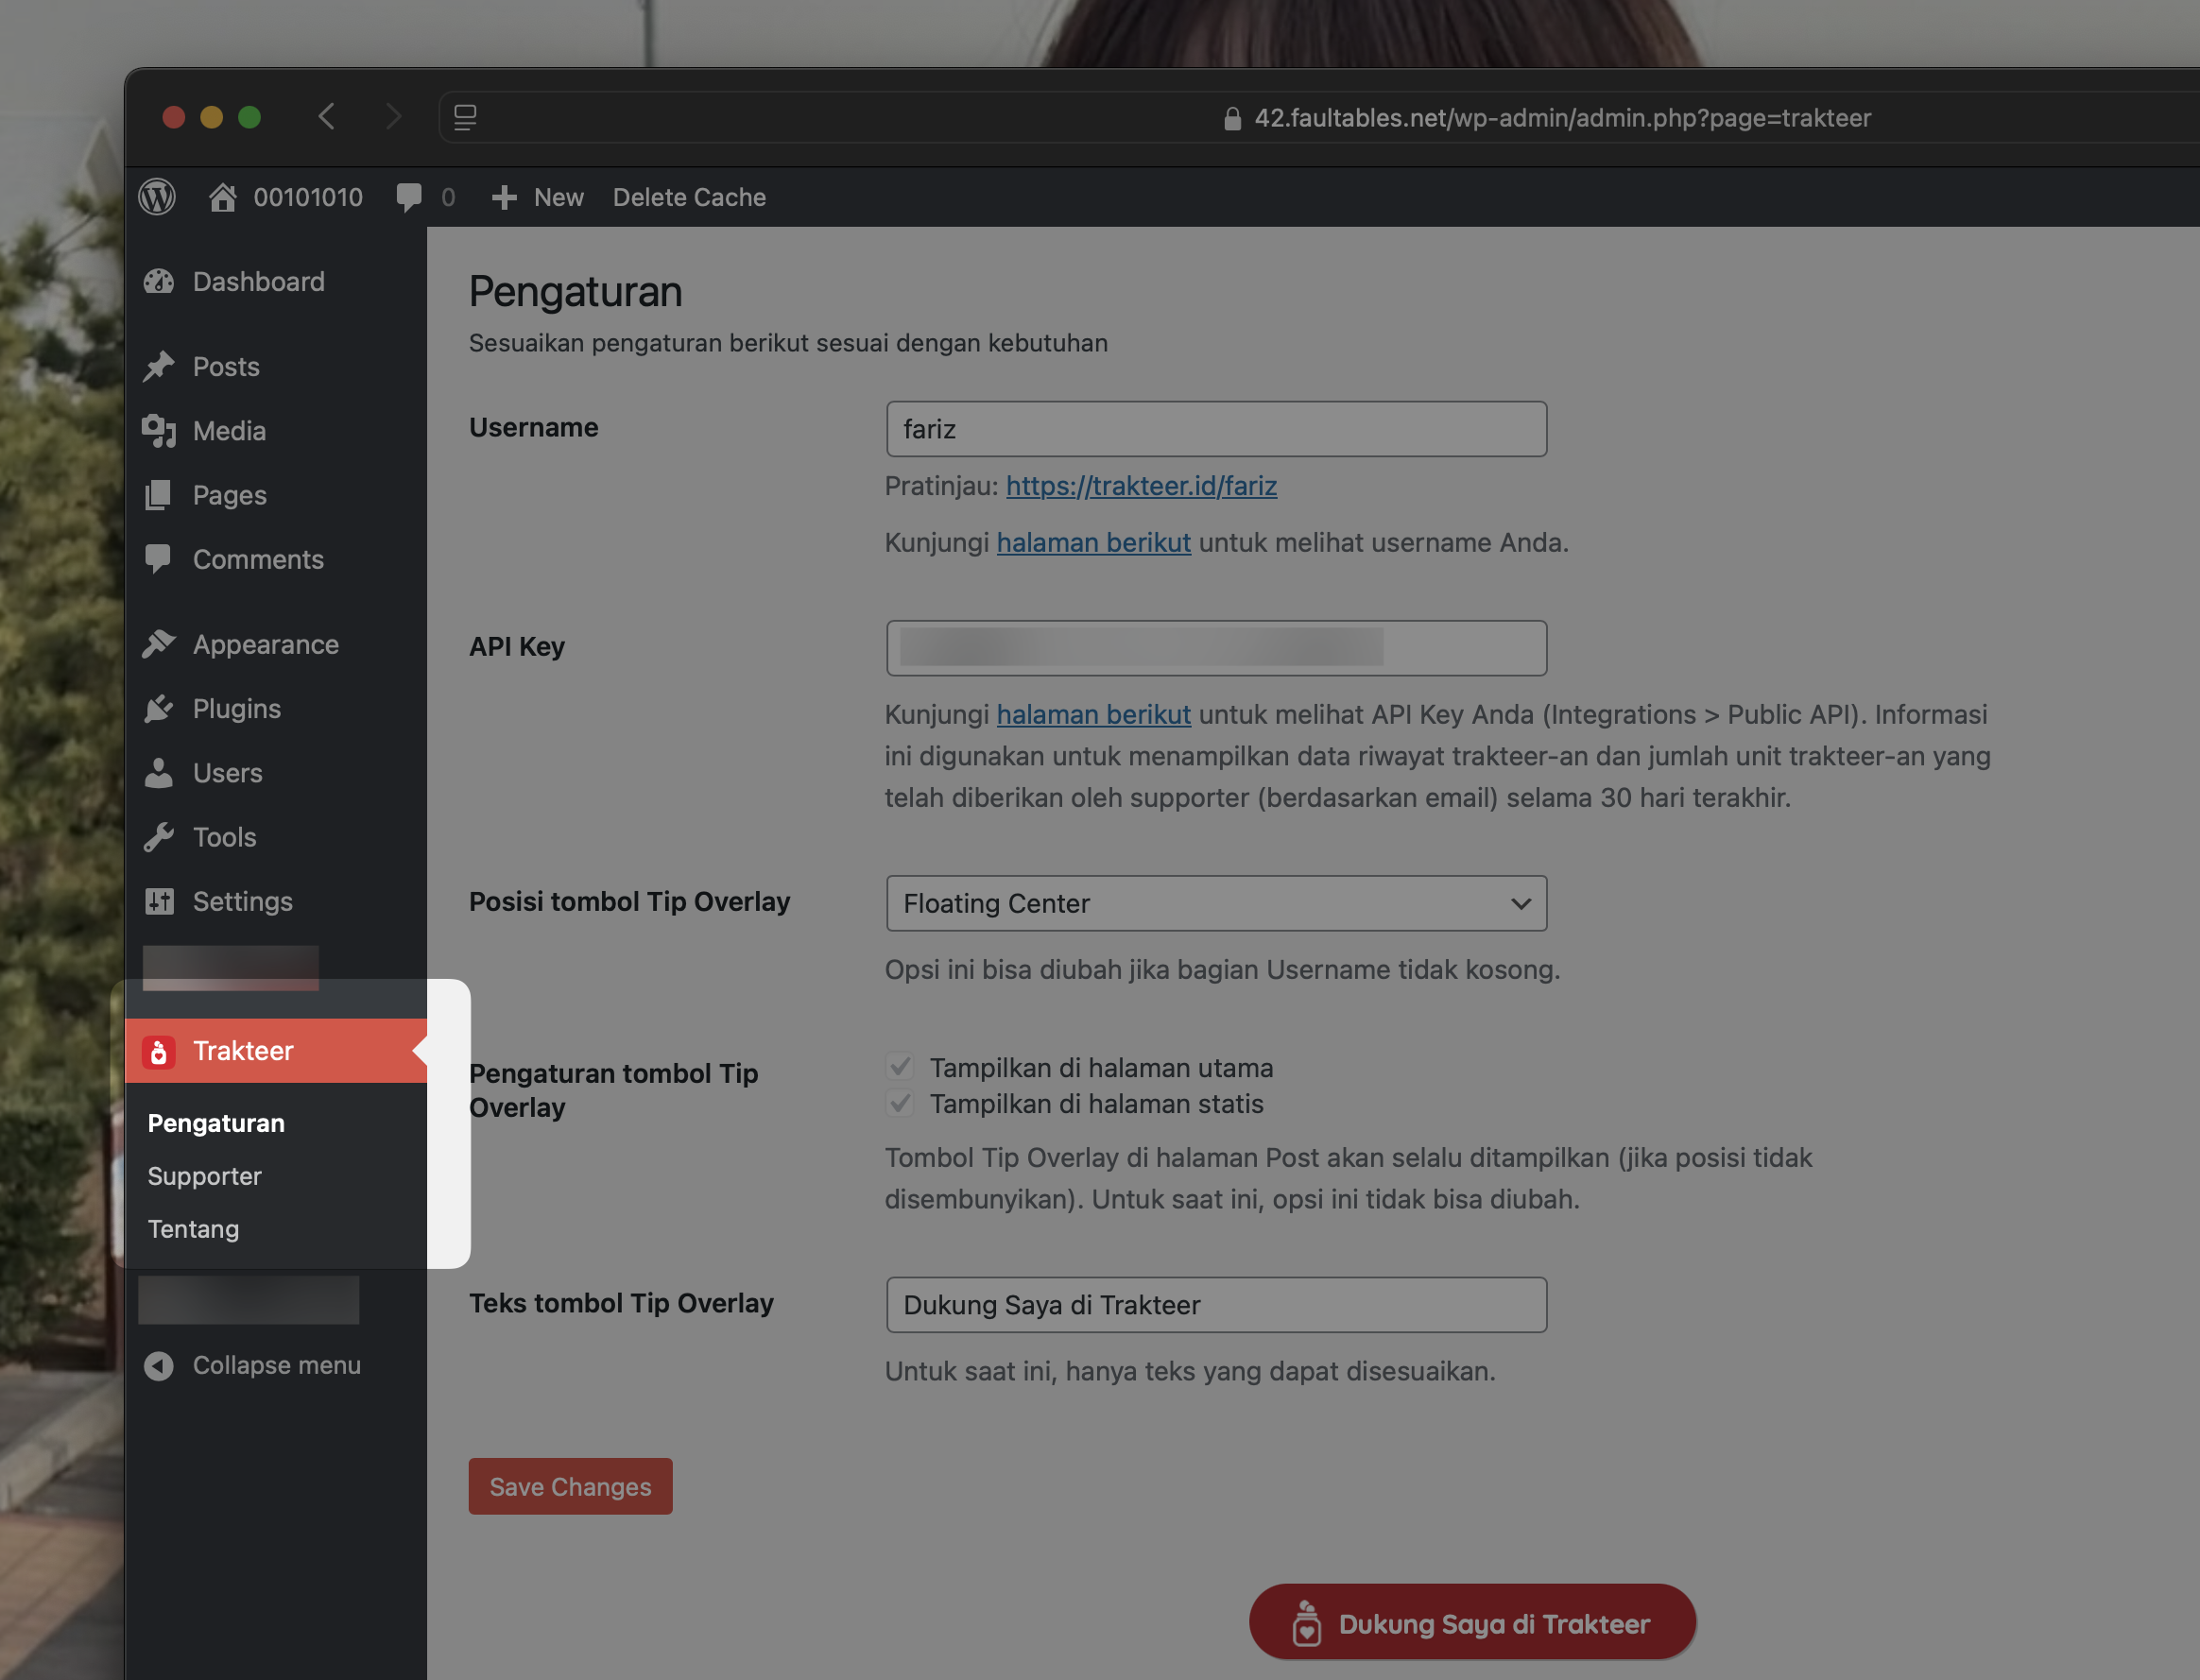 42.faultables.net/wp-admin/admin.php?page=trakteer
00101010
0
New
Delete Cache
Dashboard
Posts
Media
Pages
Comments
Appearance
Plugins
Users
Tools
Settings
Trakteer
Pengaturan
Supporter
Tentang
Collapse menu
Pengaturan
Sesuaikan pengaturan berikut sesuai dengan kebutuhan
Username
fariz
Pratinjau: https://trakteer.id/fariz
Kunjungi halaman berikut untuk melihat username Anda.
API Key
Kunjungi halaman berikut untuk melihat API Key Anda (Integrations > Public API). Informasi
ini digunakan untuk menampilkan data riwayat trakteer-an dan jumlah unit trakteer-an yang
telah diberikan oleh supporter (berdasarkan email) selama 30 hari terakhir.
Posisi tombol Tip Overlay
Floating Center
Opsi ini bisa diubah jika bagian Username tidak kosong.
Pengaturan tombol Tip
Overlay
Tampilkan di halaman utama
Tampilkan di halaman statis
Tombol Tip Overlay di halaman Post akan selalu ditampilkan (jika posisi tidak
disembunyikan). Untuk saat ini, opsi ini tidak bisa diubah.
Teks tombol Tip Overlay
Dukung Saya di Trakteer
Untuk saat ini, hanya teks yang dapat disesuaikan.
Save Changes
Dukung Saya di Trakteer